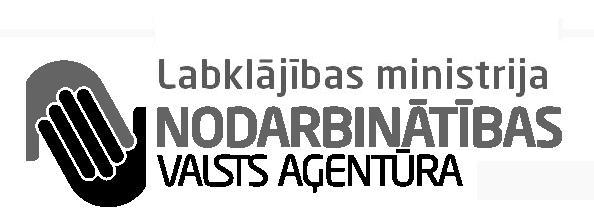 Labklājības ministrija
NODARBINĀTĪBAS
VALSTS AĢENTŪRA